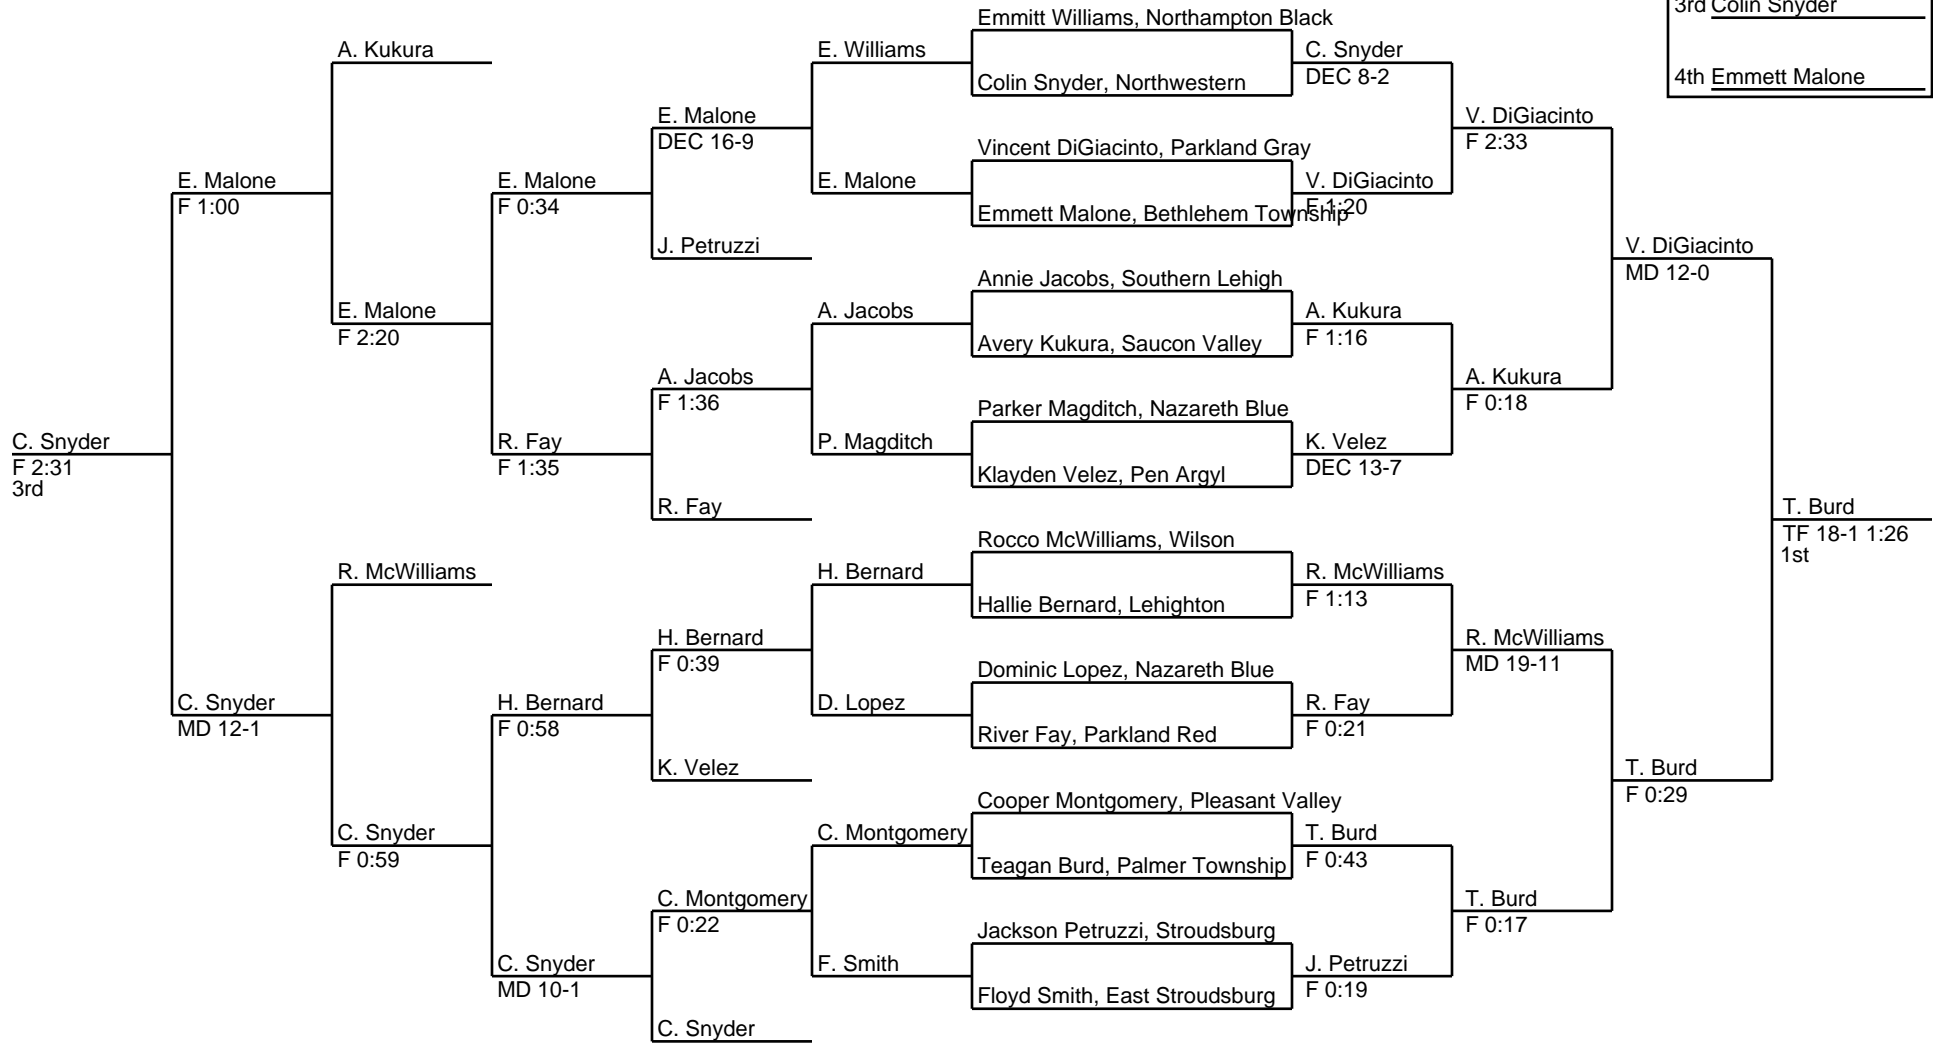 3rd Colin Snyder
4th Emmett Malone
Emmitt Williams, Northampton Black
A. Kukura
E. Williams
C. Snyder
DEC 8-2
Colin Snyder, Northwestern
E. Malone
DEC 16-9
V. DiGiacinto
F 2:33
Vincent DiGiacinto, Parkland Gray
E. Malone
F 1:00
E. Malone
F 0:34
E. Malone
V. DiGiacinto
F 1:20
Emmett Malone, Bethlehem Township
J. Petruzzi
V. DiGiacinto
MD 12-0
Annie Jacobs, Southern Lehigh
E. Malone
F 2:20
A. Jacobs
A. Kukura
F 1:16
Avery Kukura, Saucon Valley
A. Jacobs
F 1:36
A. Kukura
F 0:18
Parker Magditch, Nazareth Blue
C. Snyder
F 2:31
3rd
R. Fay
F 1:35
P. Magditch
K. Velez
DEC 13-7
Klayden Velez, Pen Argyl
R. Fay
T. Burd
TF 18-1 1:26
1st
Rocco McWilliams, Wilson
R. McWilliams
H. Bernard
R. McWilliams
F 1:13
Hallie Bernard, Lehighton
H. Bernard
F 0:39
R. McWilliams
MD 19-11
Dominic Lopez, Nazareth Blue
C. Snyder
MD 12-1
H. Bernard
F 0:58
D. Lopez
R. Fay
F 0:21
River Fay, Parkland Red
K. Velez
T. Burd
F 0:29
Cooper Montgomery, Pleasant Valley
C. Snyder
F 0:59
C. Montgomery
T. Burd
F 0:43
Teagan Burd, Palmer Township
C. Montgomery
F 0:22
T. Burd
F 0:17
Jackson Petruzzi, Stroudsburg
C. Snyder
MD 10-1
F. Smith
J. Petruzzi
F 0:19
Floyd Smith, East Stroudsburg
C. Snyder